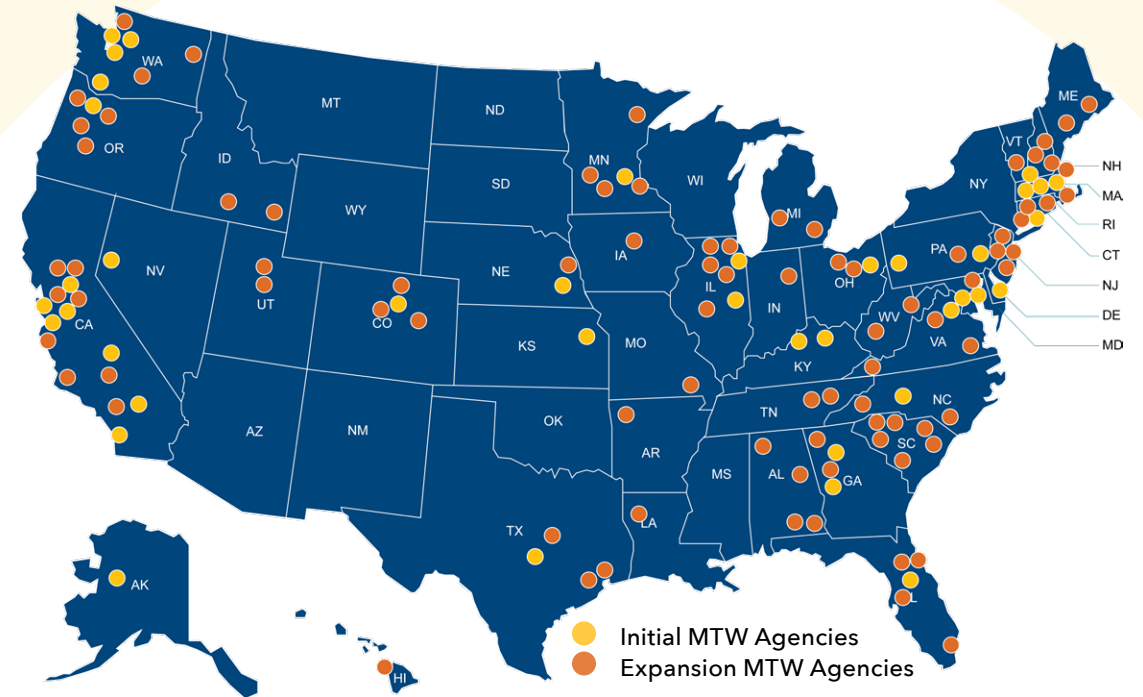 WA
MT
ND
ME
VT
OR
ID
MN
NH
SD
WI
NY
MA
WY
MI
RI
IA
PA
CT
NV
NE
IL
OH
NJ
UT
IN
CA
CO
WV
DE
KS
MO
VA
MD
KY
NC
TN
OK
AZ
NM
AR
SC
MS
AL
GA
TX
LA
AK
L
HI
Initial MTW Agencies
Expansion MTW Agencies